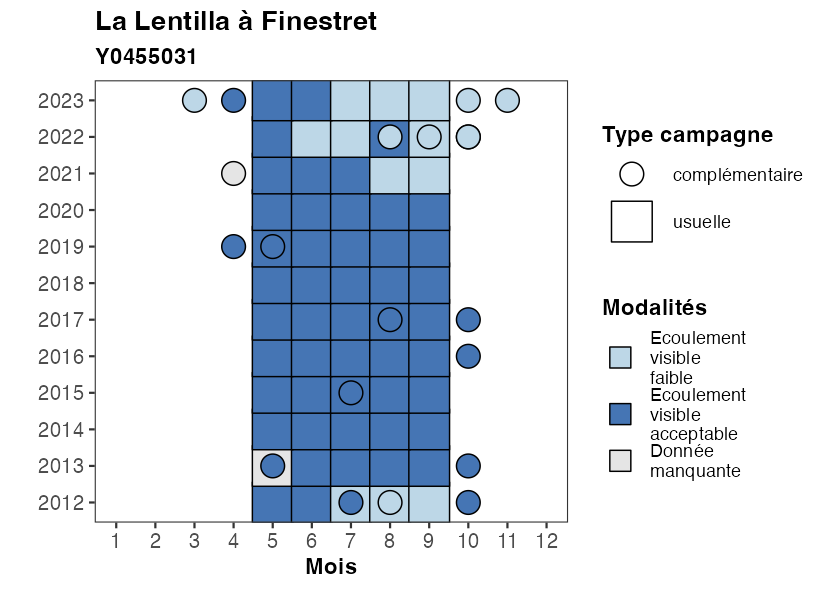 La Lentilla à Finestret
Y0455031
2023
2022
2021
2020
2019
2018
2017
2016
2015
2014
2013
2012
1 2 3 4 5 6 7 8 9 10 11 12
Mois
Type campagne
complémentaire
usuelle
Modalités
Ecoulement
visible
faible
Ecoulement
visible
acceptable
Donnée
manquante